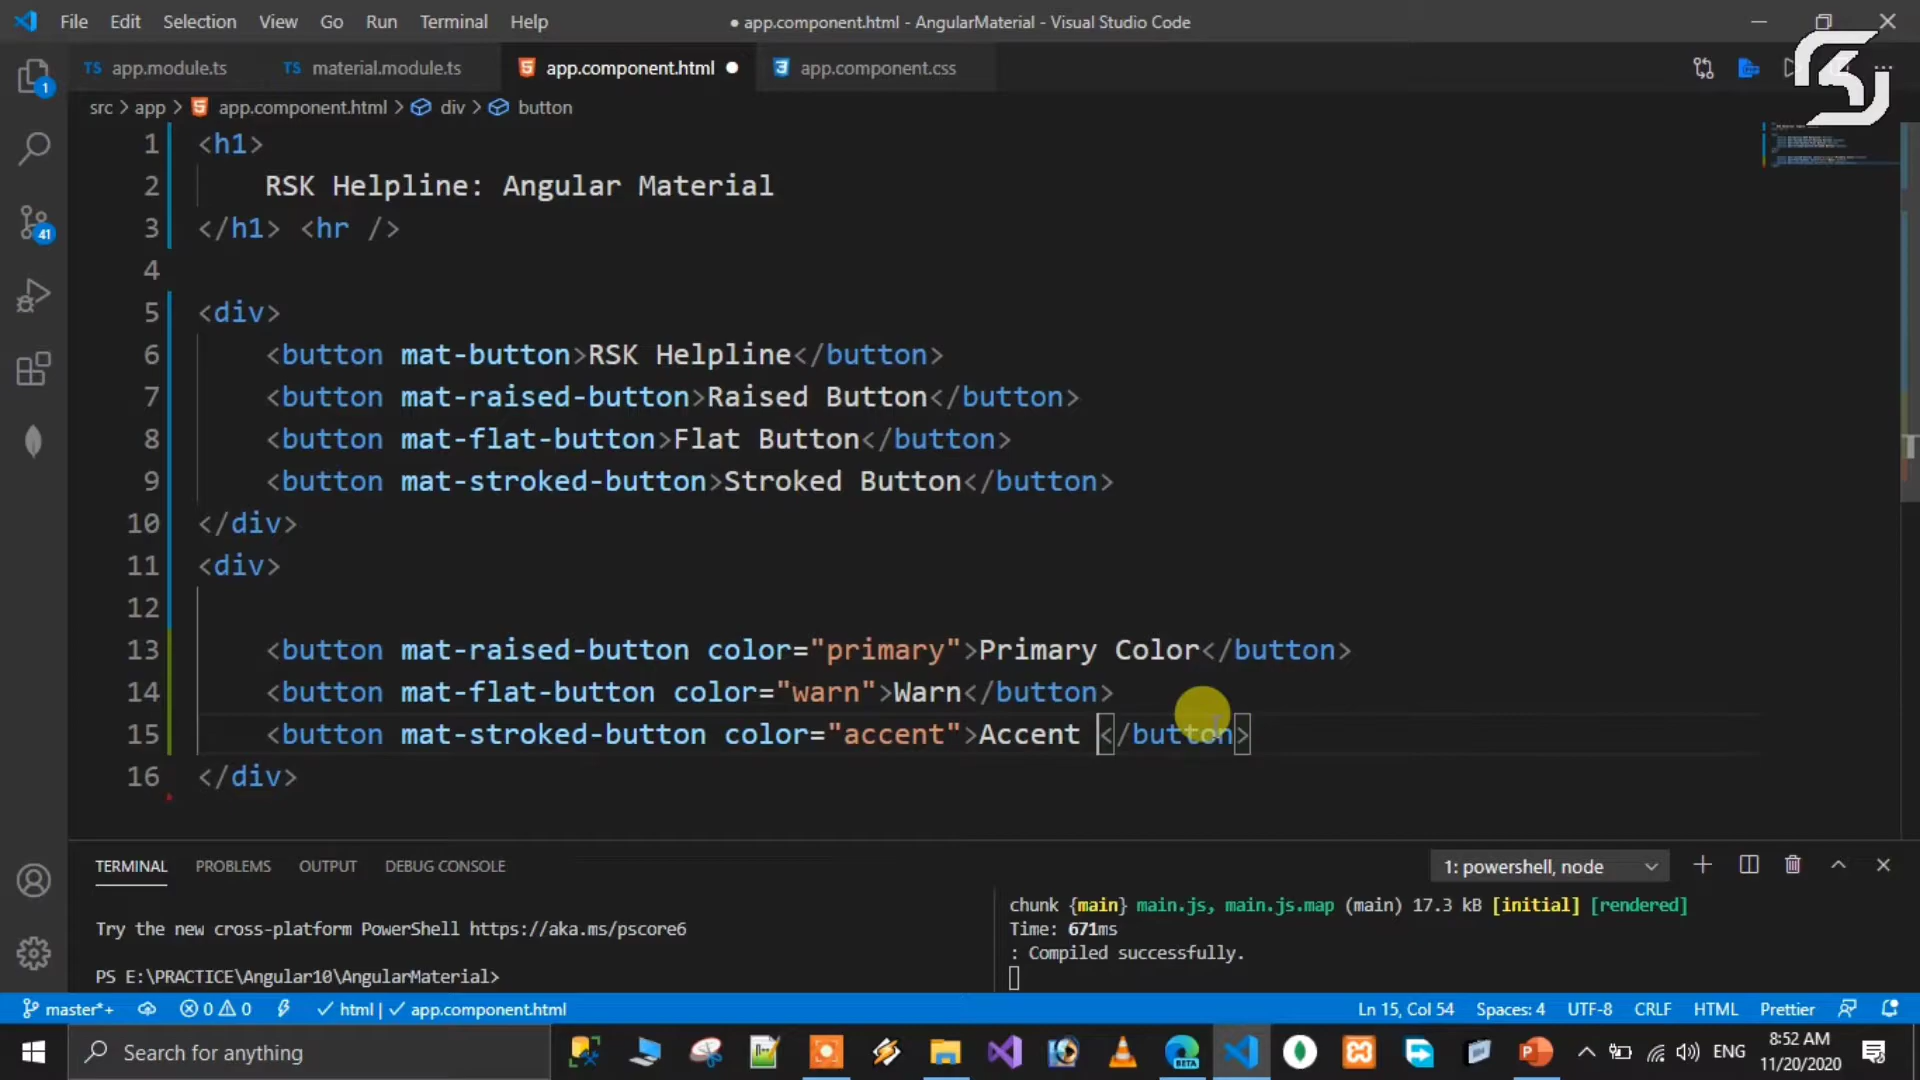 File Edit Selection View Go Run Terminal Help
● app.component.html - AngularMaterial - Visual Studio Code
TS app.module.ts
TS material.module.ts
app.component.html ●
app.component.css
1
src > app > app.component.html > div > button
1 <h1>
2 RSK Helpline: Angular Material
3 </h1> <hr />
4
5 <div>
6 <button mat-button>RSK Helpline</button>
7 <button mat-raised-button>Raised Button</button>
8 <button mat-flat-button>Flat Button</button>
9 <button mat-stroked-button>Stroked Button</button>
10 </div>
11 <div>
12
13 <button mat-raised-button color="primary">Primary Color</button>
14 <button mat-flat-button color="warn">Warn</button>
15 <button mat-stroked-button color="accent">Accent </button>
16 </div>
41
TERMINAL PROBLEMS OUTPUT DEBUG CONSOLE
1: powershell, node
Try the new cross-platform PowerShell https://aka.ms/pscore6
PS E:\PRACTICE\Angular10\AngularMaterial>
chunk {main} main.js, main.js.map (main) 17.3 kB [initial] [rendered]
Time: 671ms
: Compiled successfully.
master*+ 0 0 html | app.component.html
Ln 15, Col 54 Spaces: 4 UTF-8 CRLF HTML Prettier
Search for anything
BETA
ENG
8:52 AM
11/20/2020